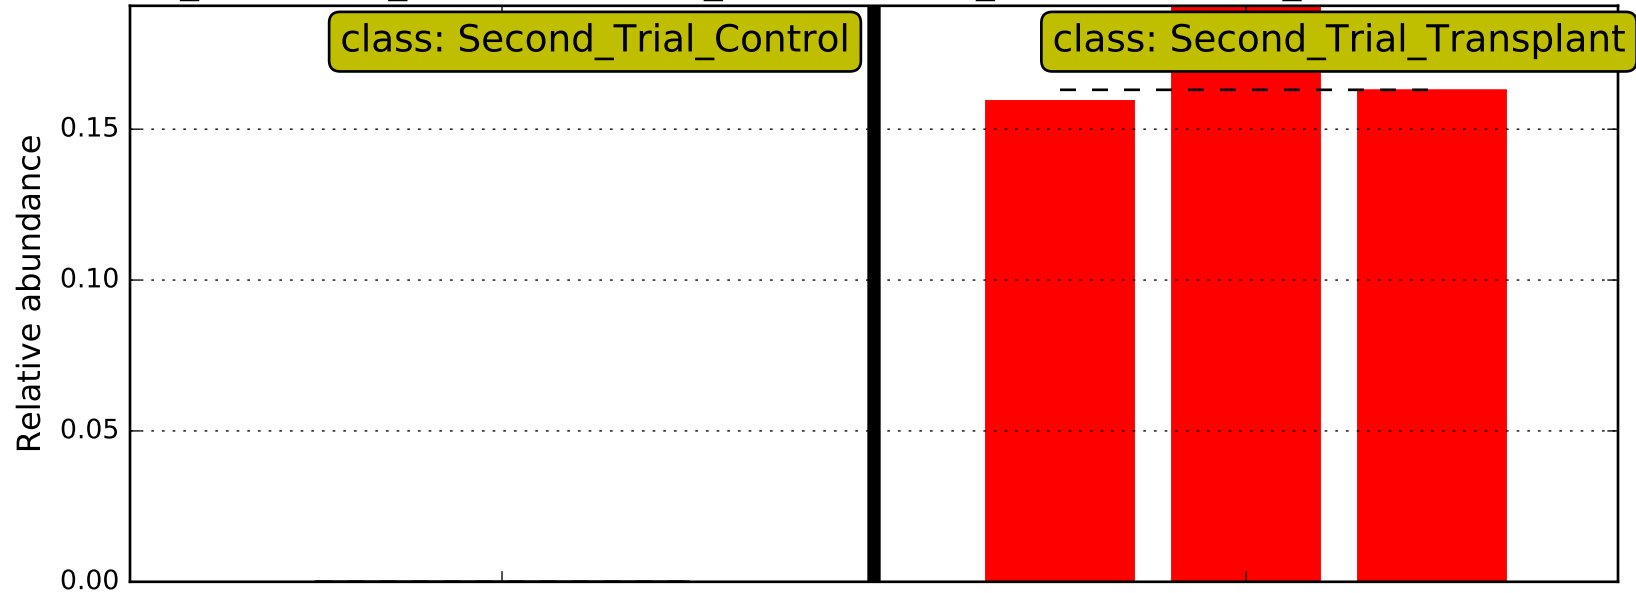 class: Second_Trial_Control
class: Second_Trial_Transplant
Relative abundance
0.15
0.10
0.05
0.00